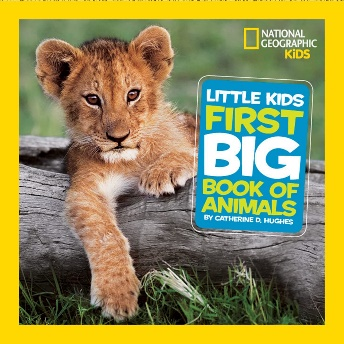 NATIONAL
GEOGRAPHIC
KiDS
LITTLE KIDS
FIRST
BIG
BOOK OF
ANIMALS
BY CATHERINE D. HUGHES